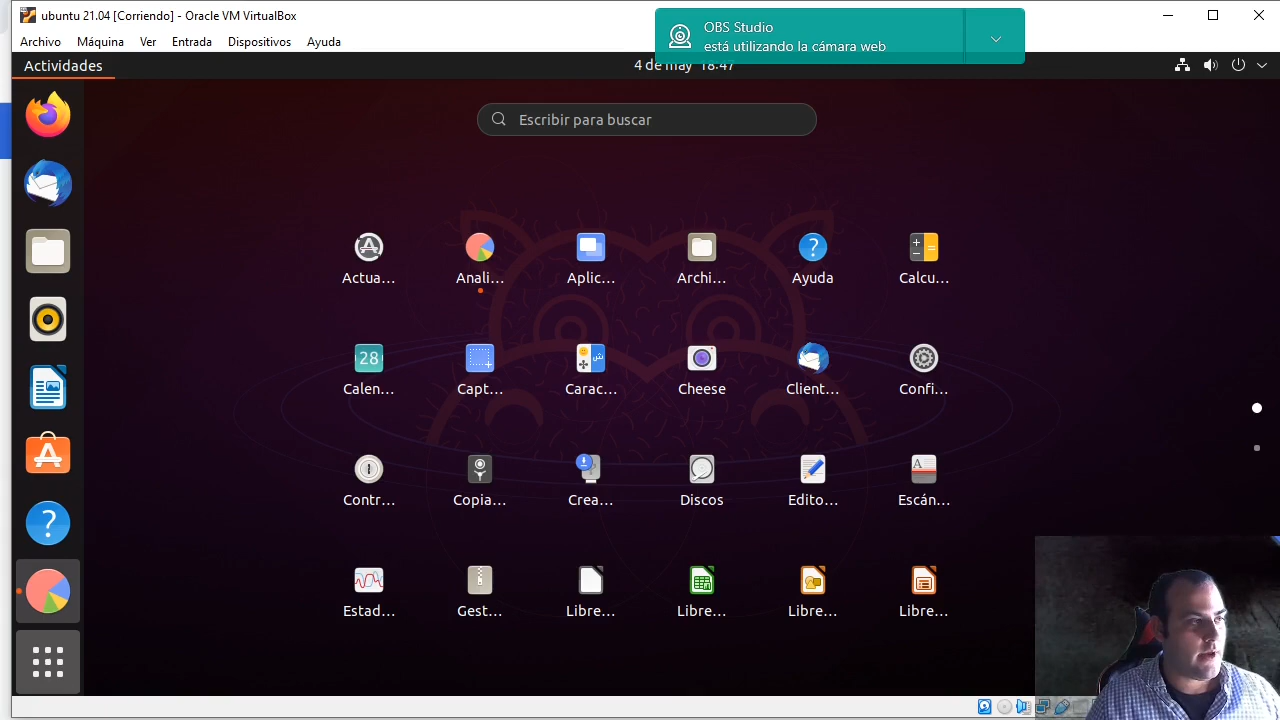 ubuntu 21.04 [Corriendo] - Oracle VM VirtualBox
Archivo Máquina Ver Entrada Dispositivos Ayuda
OBS Studio
está utilizando la cámara web
Actividades
4 de may 18:47
Escribir para buscar
Actua... Anali... Aplic... Archi... Ayuda Calcu...
28
Calen... Capt... Carac... Cheese Client... Confi...
Contr... Copia... Crea... Discos Edito... Escán...
Estad... Gest... Libre... Libre... Libre... Libre...